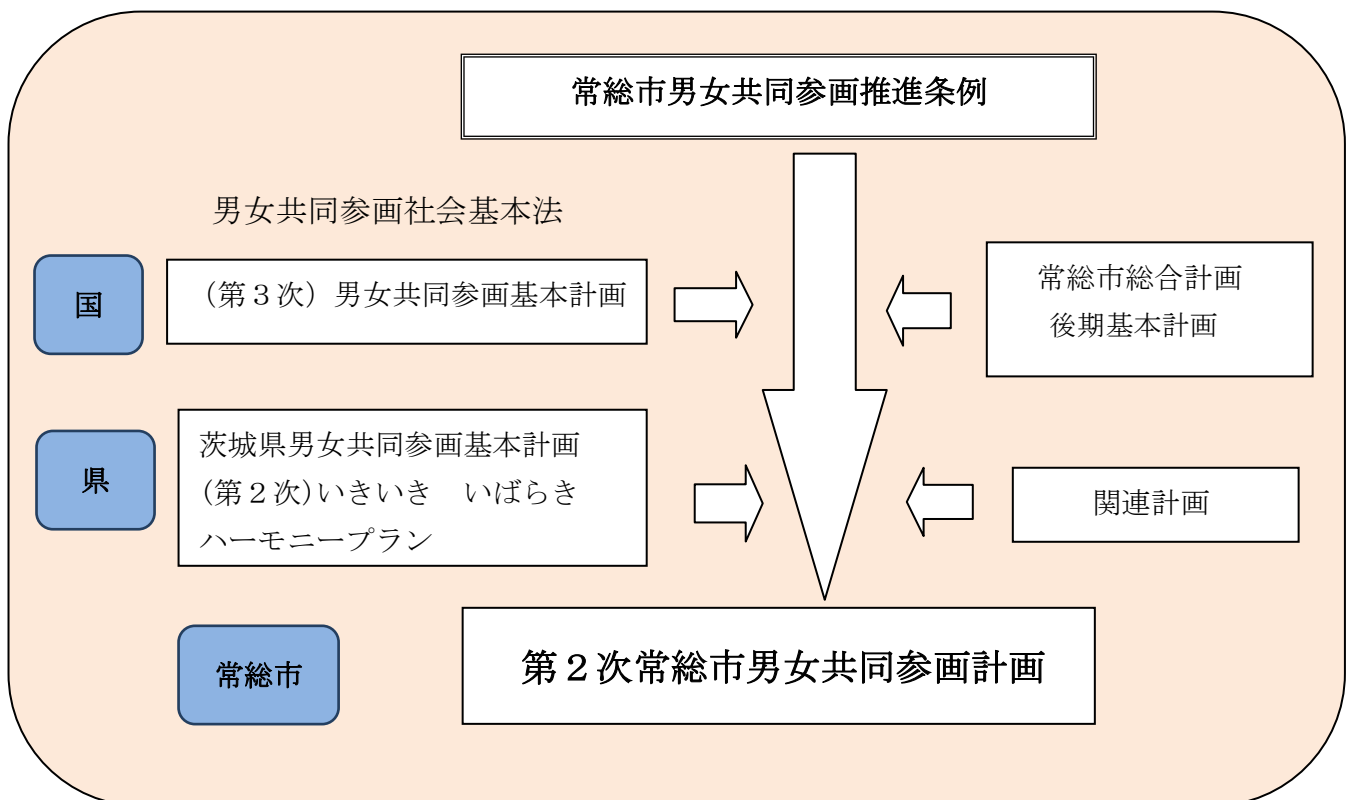 常総市男女共同参画推進条例
男女共同参画社会基本法
国
(第３次）男女共同参画基本計画
常総市総合計画
後期基本計画
県
茨城県男女共同参画基本計画
(第２次)いきいき　いばらき
ハーモニープラン
関連計画
常総市
第２次常総市男女共同参画計画